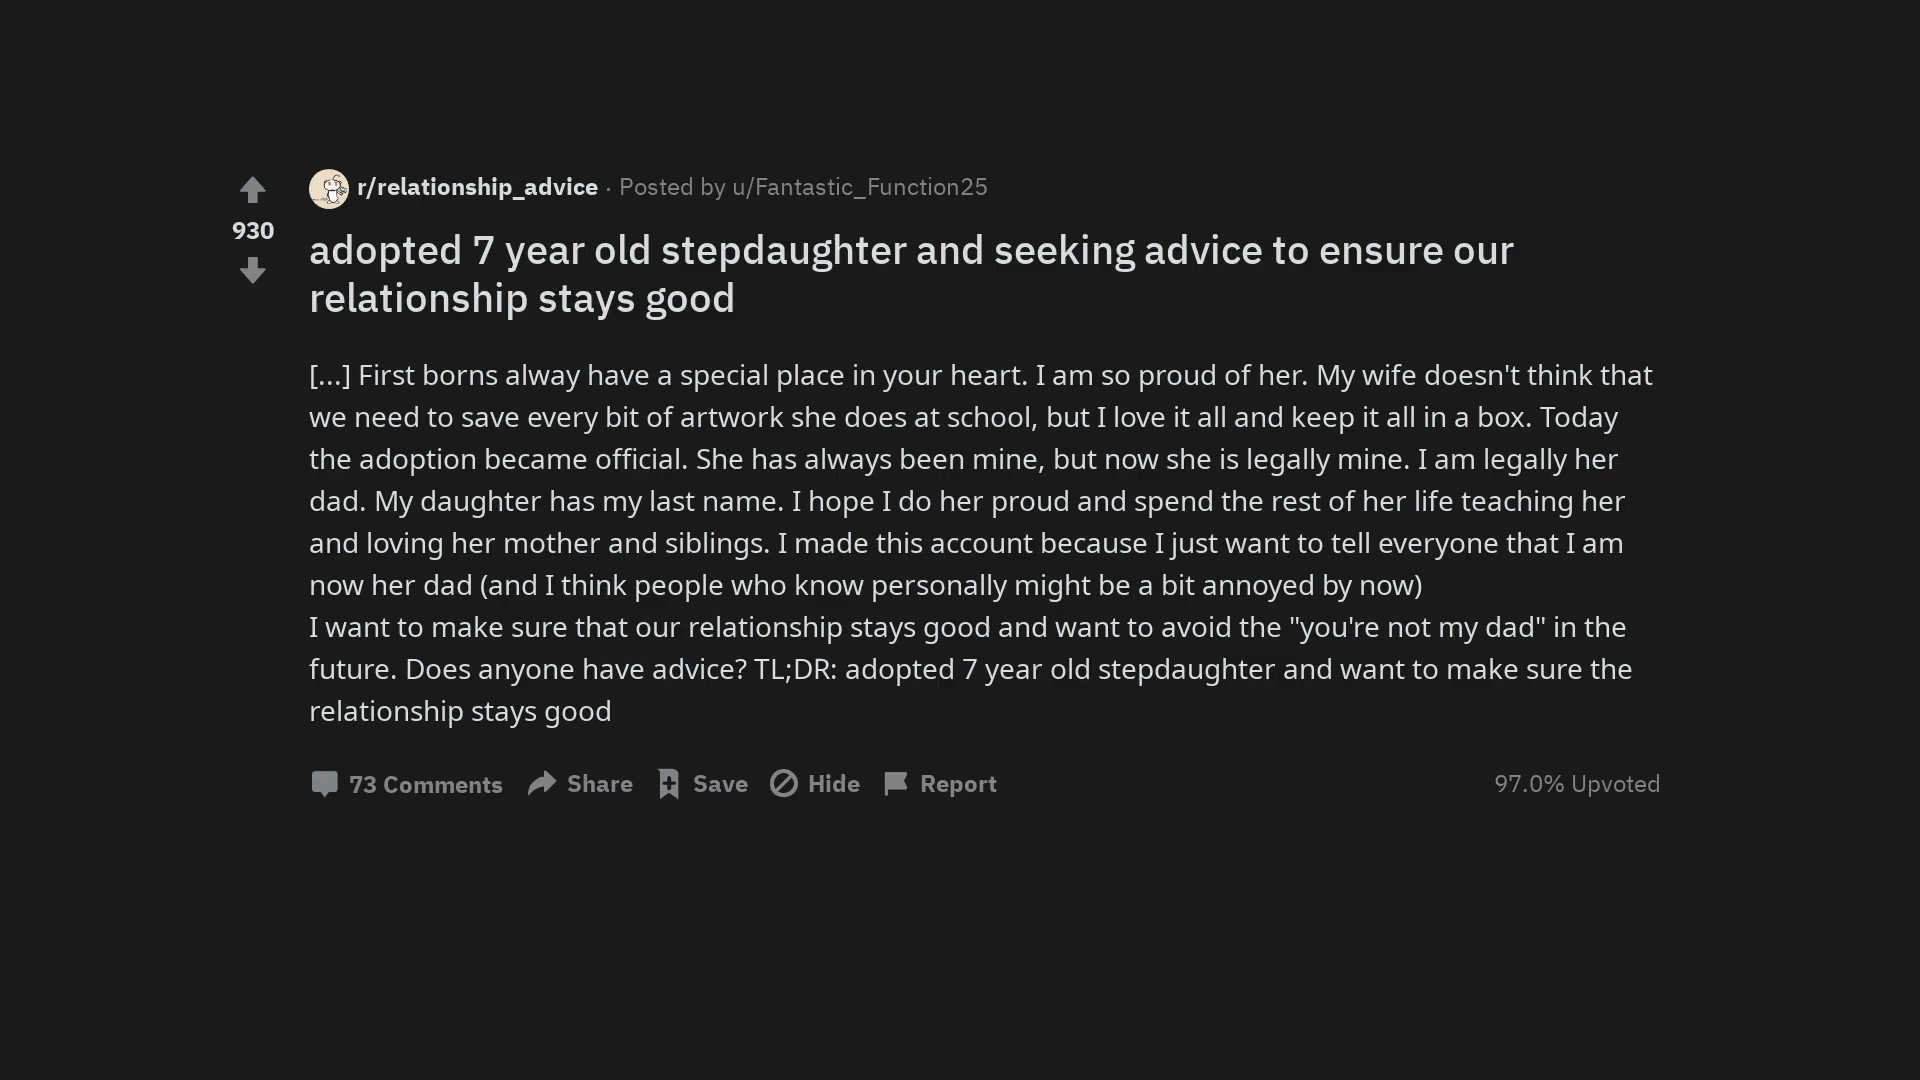 r/relationship_advice · Posted by u/Fantastic_Function25
930
adopted 7 year old stepdaughter and seeking advice to ensure our
relationship stays good
[...] First borns alway have a special place in your heart. I am so proud of her. My wife doesn't think that
we need to save every bit of artwork she does at school, but I love it all and keep it all in a box. Today
the adoption became official. She has always been mine, but now she is legally mine. I am legally her
dad. My daughter has my last name. I hope I do her proud and spend the rest of her life teaching her
and loving her mother and siblings. I made this account because I just want to tell everyone that I am
now her dad (and I think people who know personally might be a bit annoyed by now)
I want to make sure that our relationship stays good and want to avoid the "you're not my dad" in the
future. Does anyone have advice? TL;DR: adopted 7 year old stepdaughter and want to make sure the
relationship stays good
73 Comments Share Save Hide Report 97.0% Upvoted